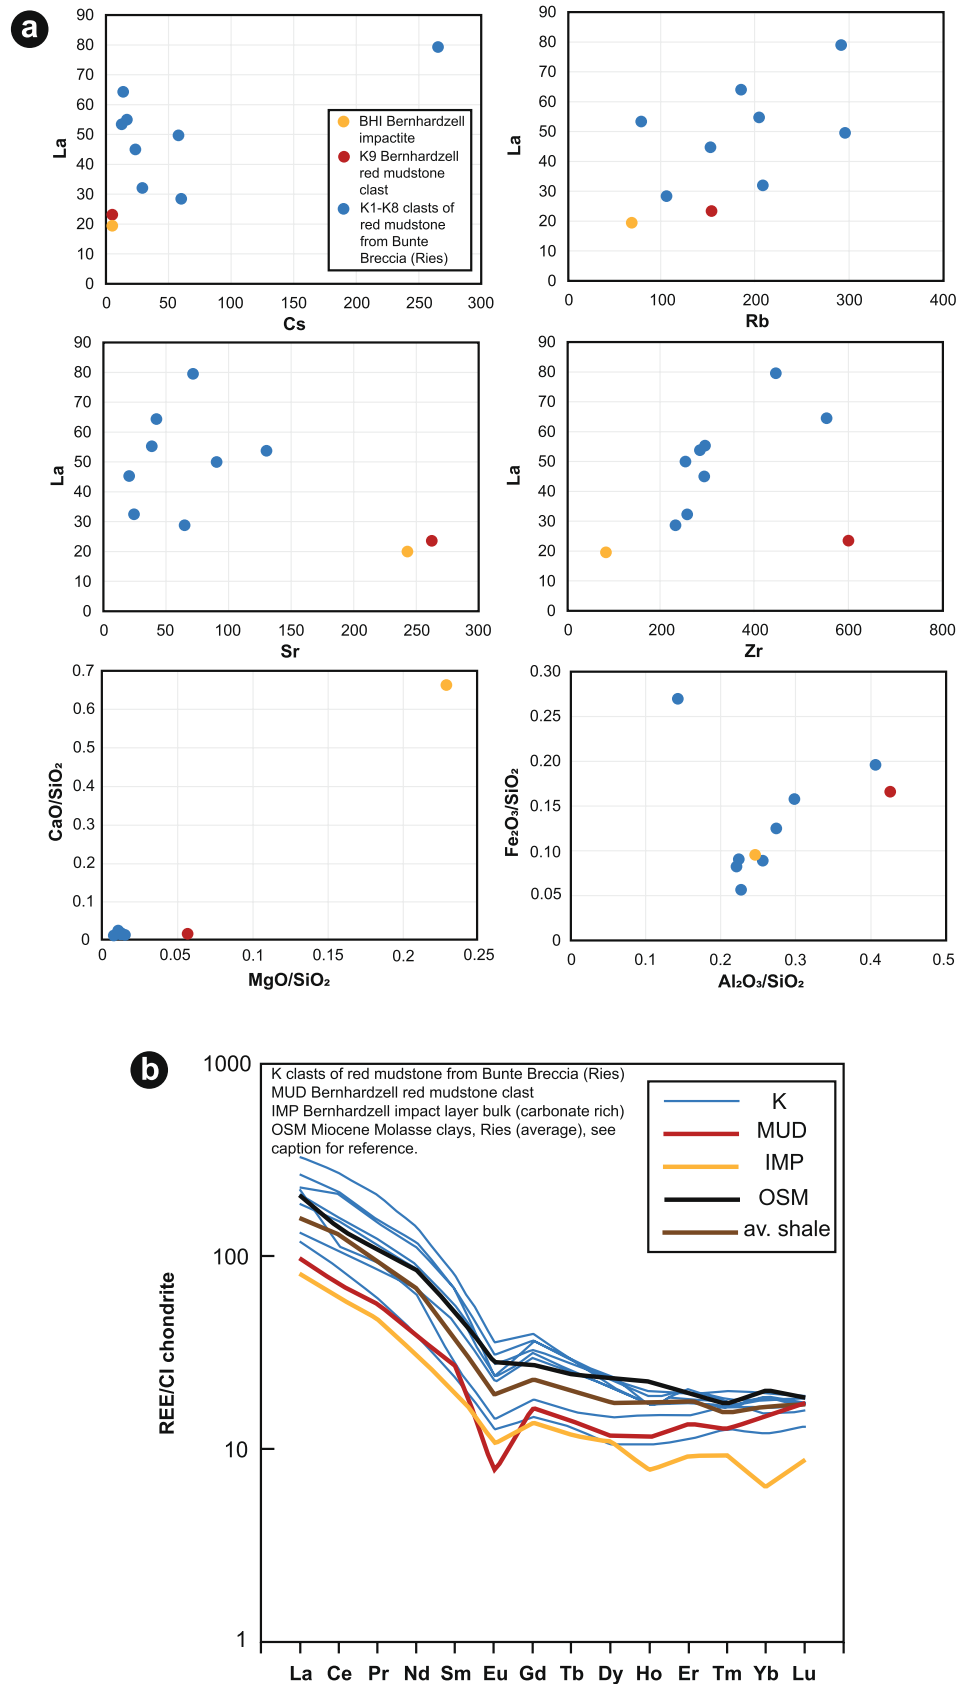 a
90
80
70
60
50
40
30
20
10
0
La
0 50 100 150 200 250 300
Cs
BHI Bernhardzell
impactite
K9 Bernhardzell
red mudstone
clast
K1-K8 clasts of
red mudstone
from Bunte
Breccia (Ries)
90
80
70
60
50
40
30
20
10
0
La
0 100 200 300 400
Rb
90
80
70
60
50
40
30
20
10
0
La
0 50 100 150 200 250 300
Sr
90
80
70
60
50
40
30
20
10
0
La
0 200 400 600 800
Zr
0.7
0.6
0.5
0.4
0.3
0.2
0.1
0
CaO/SiO₂
0 0.05 0.1 0.15 0.2 0.25
MgO/SiO₂
0.30
0.25
0.20
0.15
0.10
0.05
0
Fe₂O₃/SiO₂
0 0.1 0.2 0.3 0.4 0.5
Al₂O₃/SiO₂
b
1000
100
10
1
REE/CI chondrite
K clasts of red mudstone from Bunte Breccia (Ries)
MUD Bernhardzell red mudstone clast
IMP Bernhardzell impact layer bulk (carbonate rich)
OSM Miocene Molasse clays, Ries (average), see
caption for reference.
K
MUD
IMP
OSM
av. shale
La Ce Pr Nd Sm Eu Gd Tb Dy Ho Er Tm Yb Lu